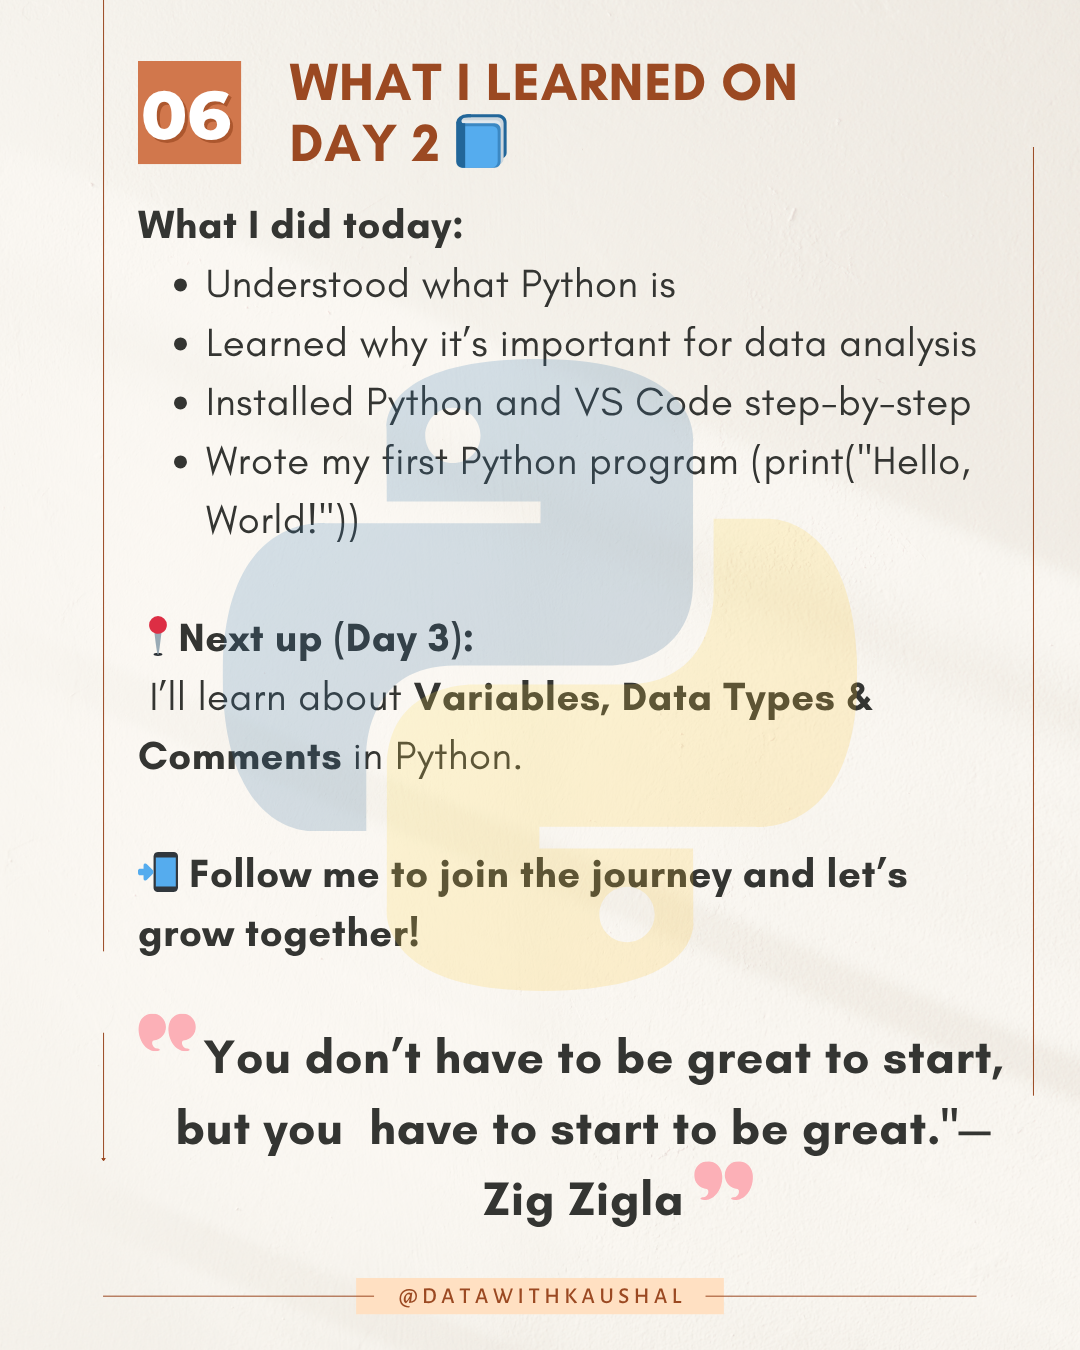 06
WHAT I LEARNED ON
DAY 2
What I did today:
• Understood what Python is
• Learned why it's important for data analysis
• Installed Python and VS Code step-by-step
• Wrote my first Python program (print("Hello,
World!"))
Next up (Day 3):
I'll learn about Variables, Data Types &
Comments in Python.
Follow me to join the journey and let's
grow together!
"You don't have to be great to start,
but you  have to start to be great."—
Zig Zigla"
@DATAWITHKAUSHAL